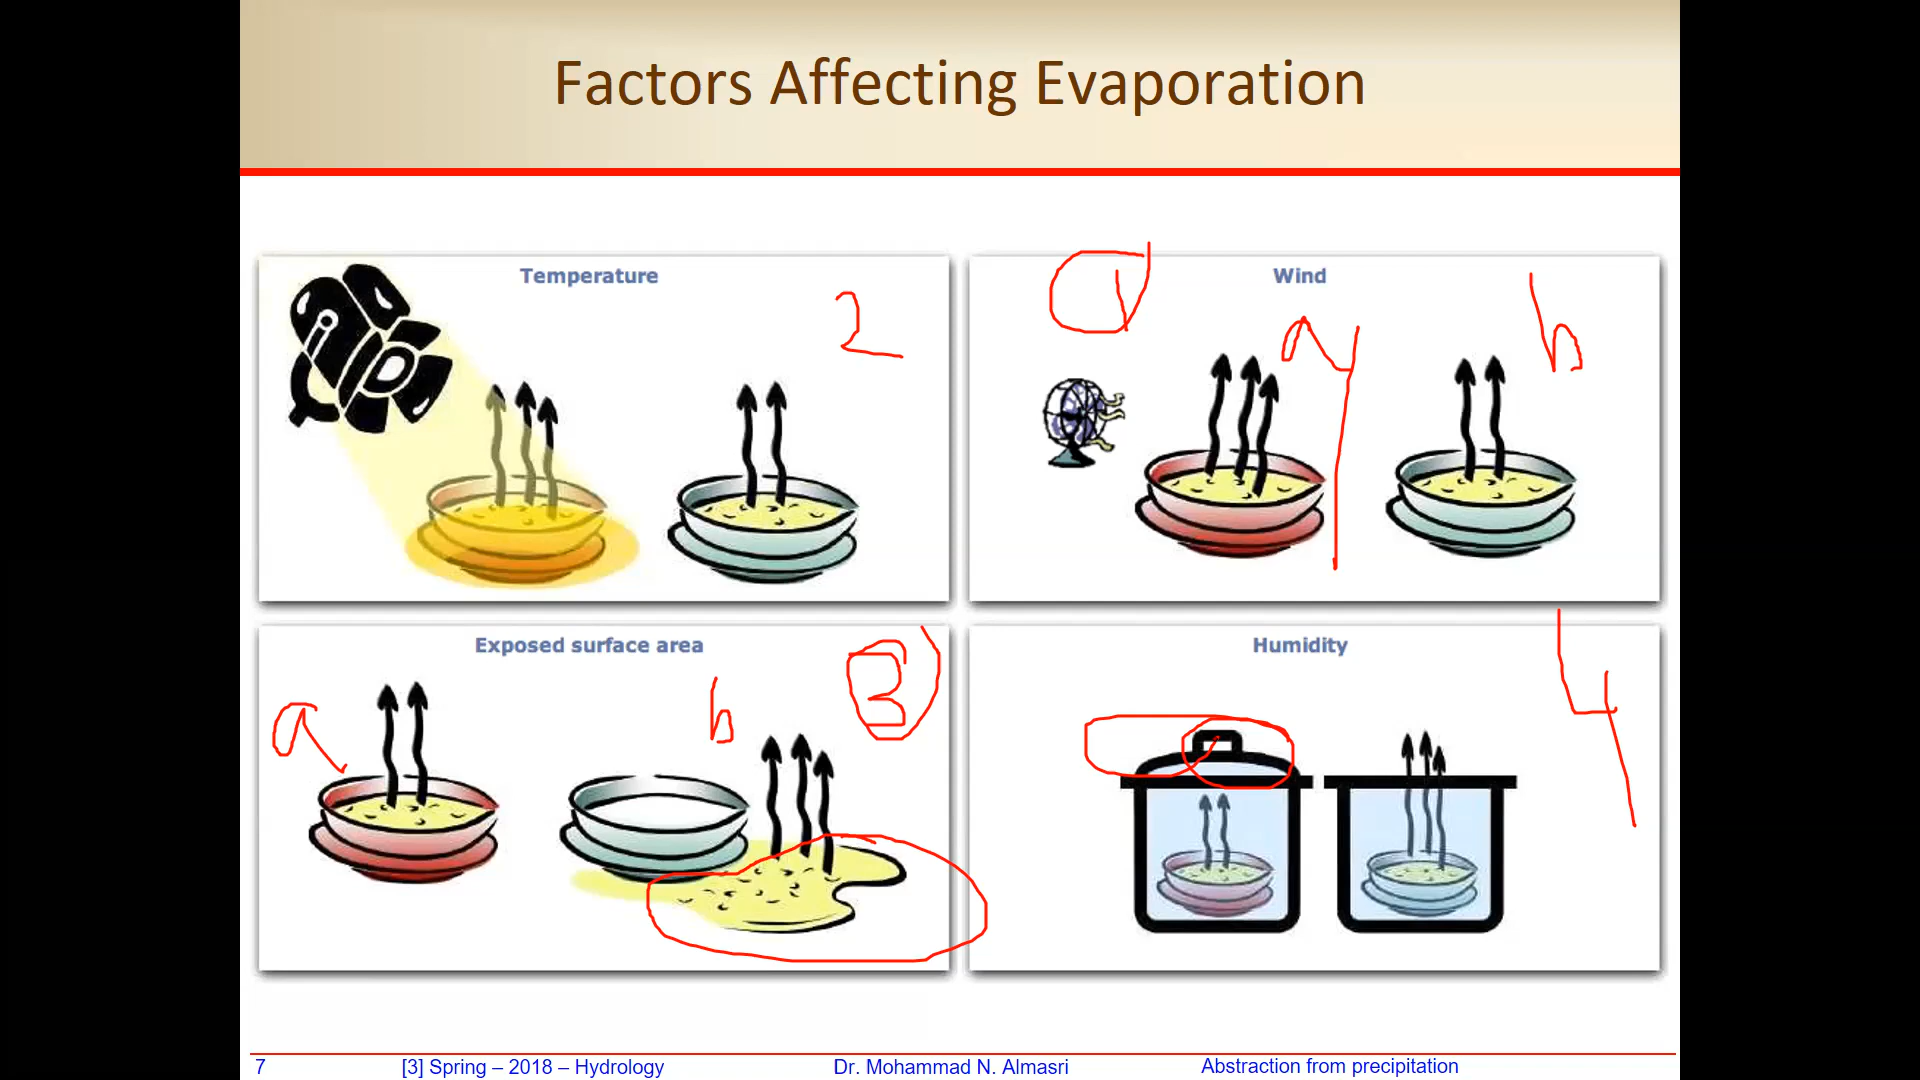 Factors Affecting Evaporation
Temperature
2
Wind
1
a
b
Exposed surface area
3
a
b
Humidity
4
7 [3] Spring – 2018 – Hydrology Dr. Mohammad N. Almasri Abstraction from precipitation